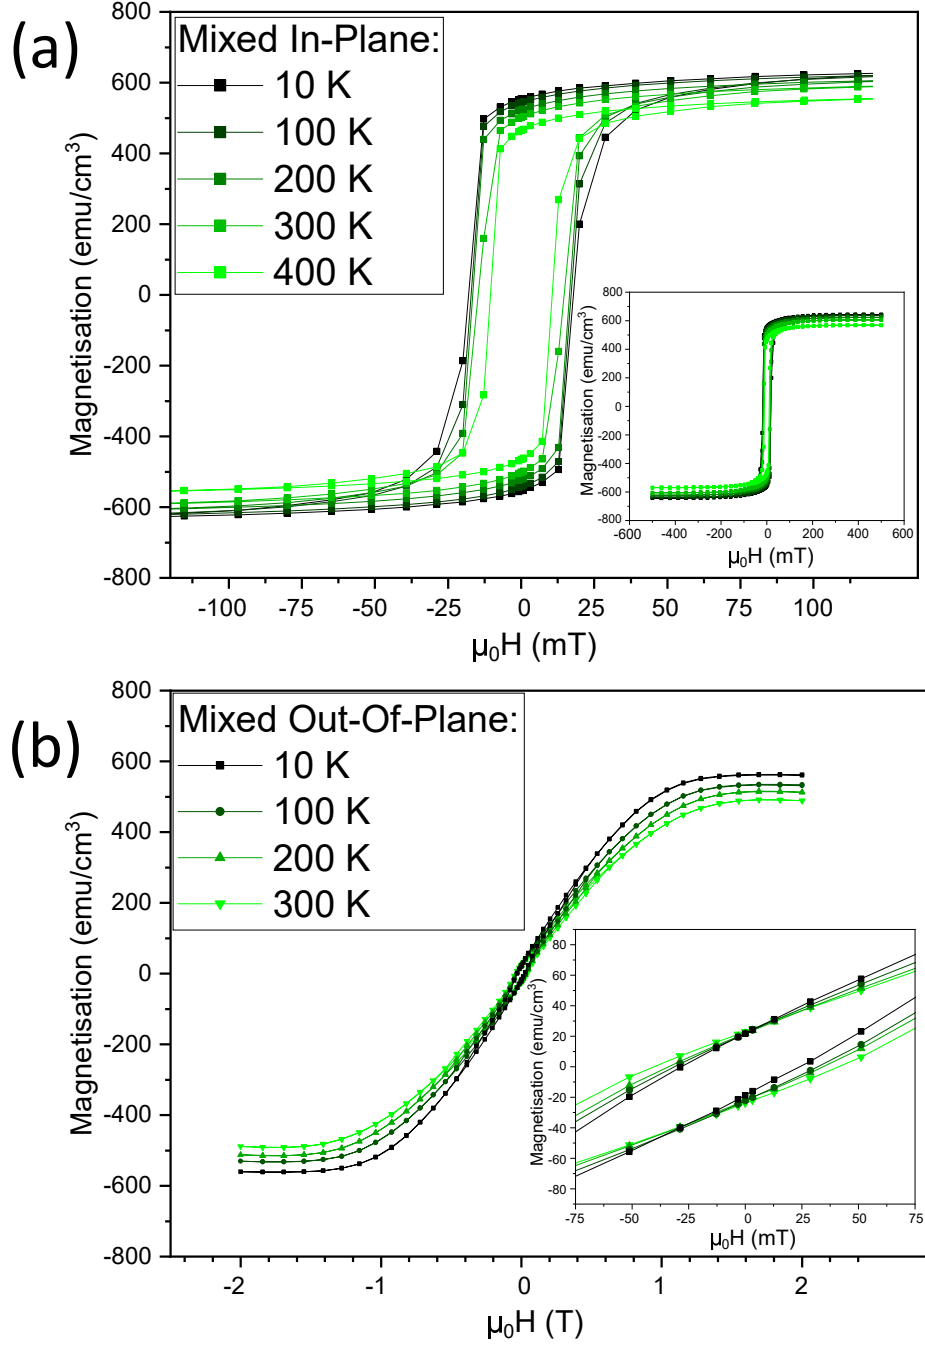 (a)
Mixed In-Plane:
10 K
100 K
200 K
300 K
400 K
800
600
400
200
0
-200
-400
-600
-800
Magnetisation (emu/cm³)
-100 -75 -50 -25 0 25 50 75 100
μ₀H (mT)
800
600
400
200
0
-200
-400
-600
-800
Magnetisation (emu/cm³)
-600 -400 -200 0 200 400 600
μ₀H (mT)
(b)
Mixed Out-Of-Plane:
10 K
100 K
200 K
300 K
800
600
400
200
0
-200
-400
-600
-800
Magnetisation (emu/cm³)
-2 -1 0 1 2
μ₀H (T)
80
60
40
20
0
-20
-40
-60
-80
Magnetisation (emu/cm³)
-75 -50 -25 0 25 50 75
μ₀H (mT)